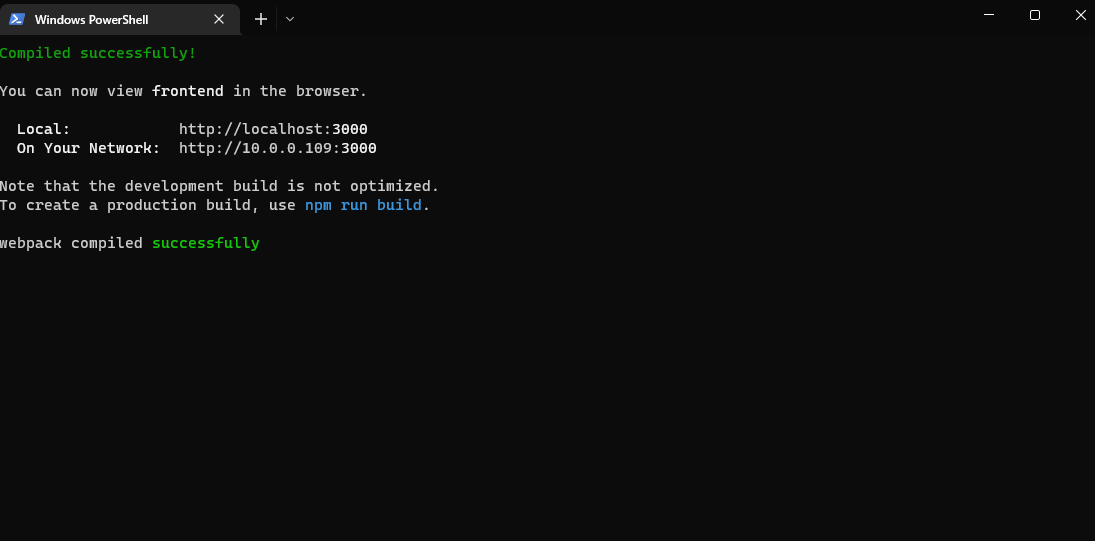 Windows PowerShell
Compiled successfully!
You can now view frontend in the browser.
Local: http://localhost:3000
On Your Network: http://10.0.0.109:3000
Note that the development build is not optimized.
To create a production build, use npm run build.
webpack compiled successfully